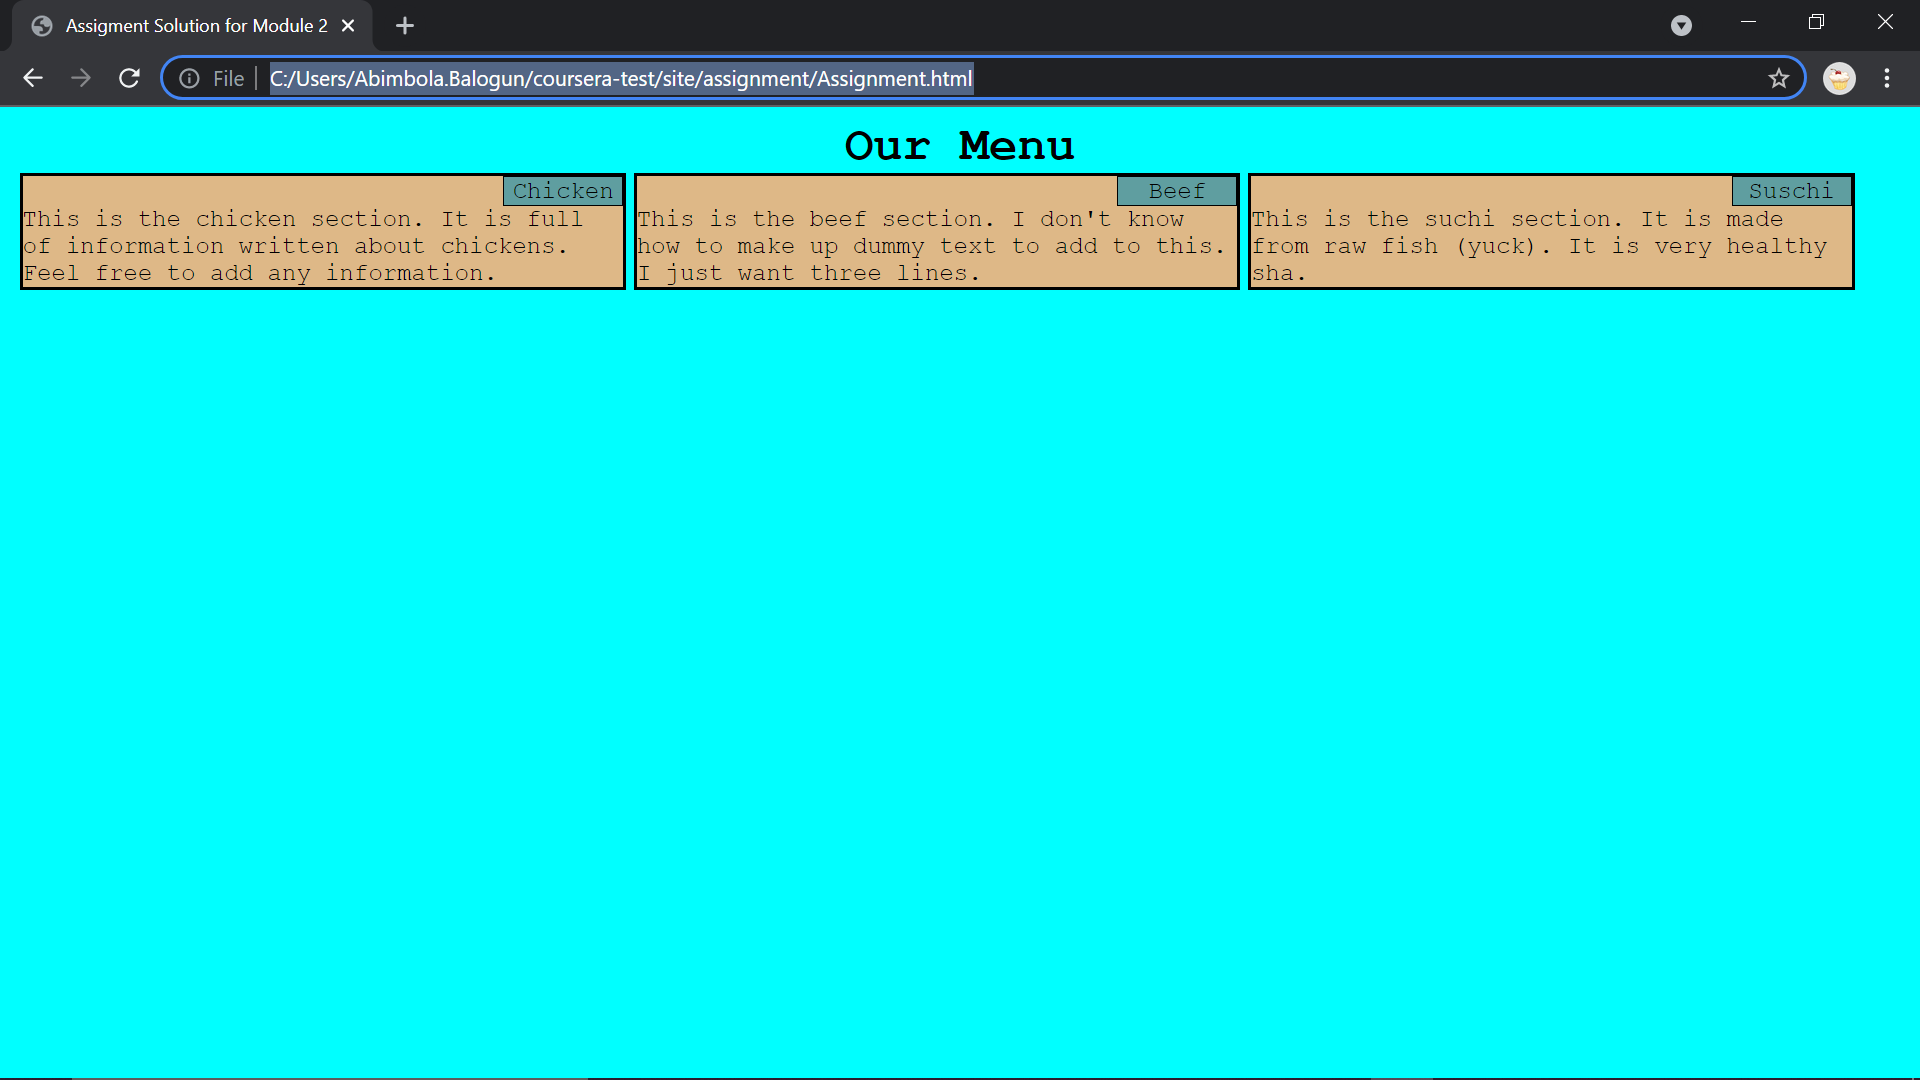 Assigment Solution for Module 2
File C:/Users/Abimbola.Balogun/coursera-test/site/assignment/Assignment.html
Our Menu
Chicken
This is the chicken section. It is full
of information written about chickens.
Feel free to add any information.
Beef
This is the beef section. I don't know
how to make up dummy text to add to this.
I just want three lines.
Suschi
This is the suchi section. It is made
from raw fish (yuck). It is very healthy
sha.